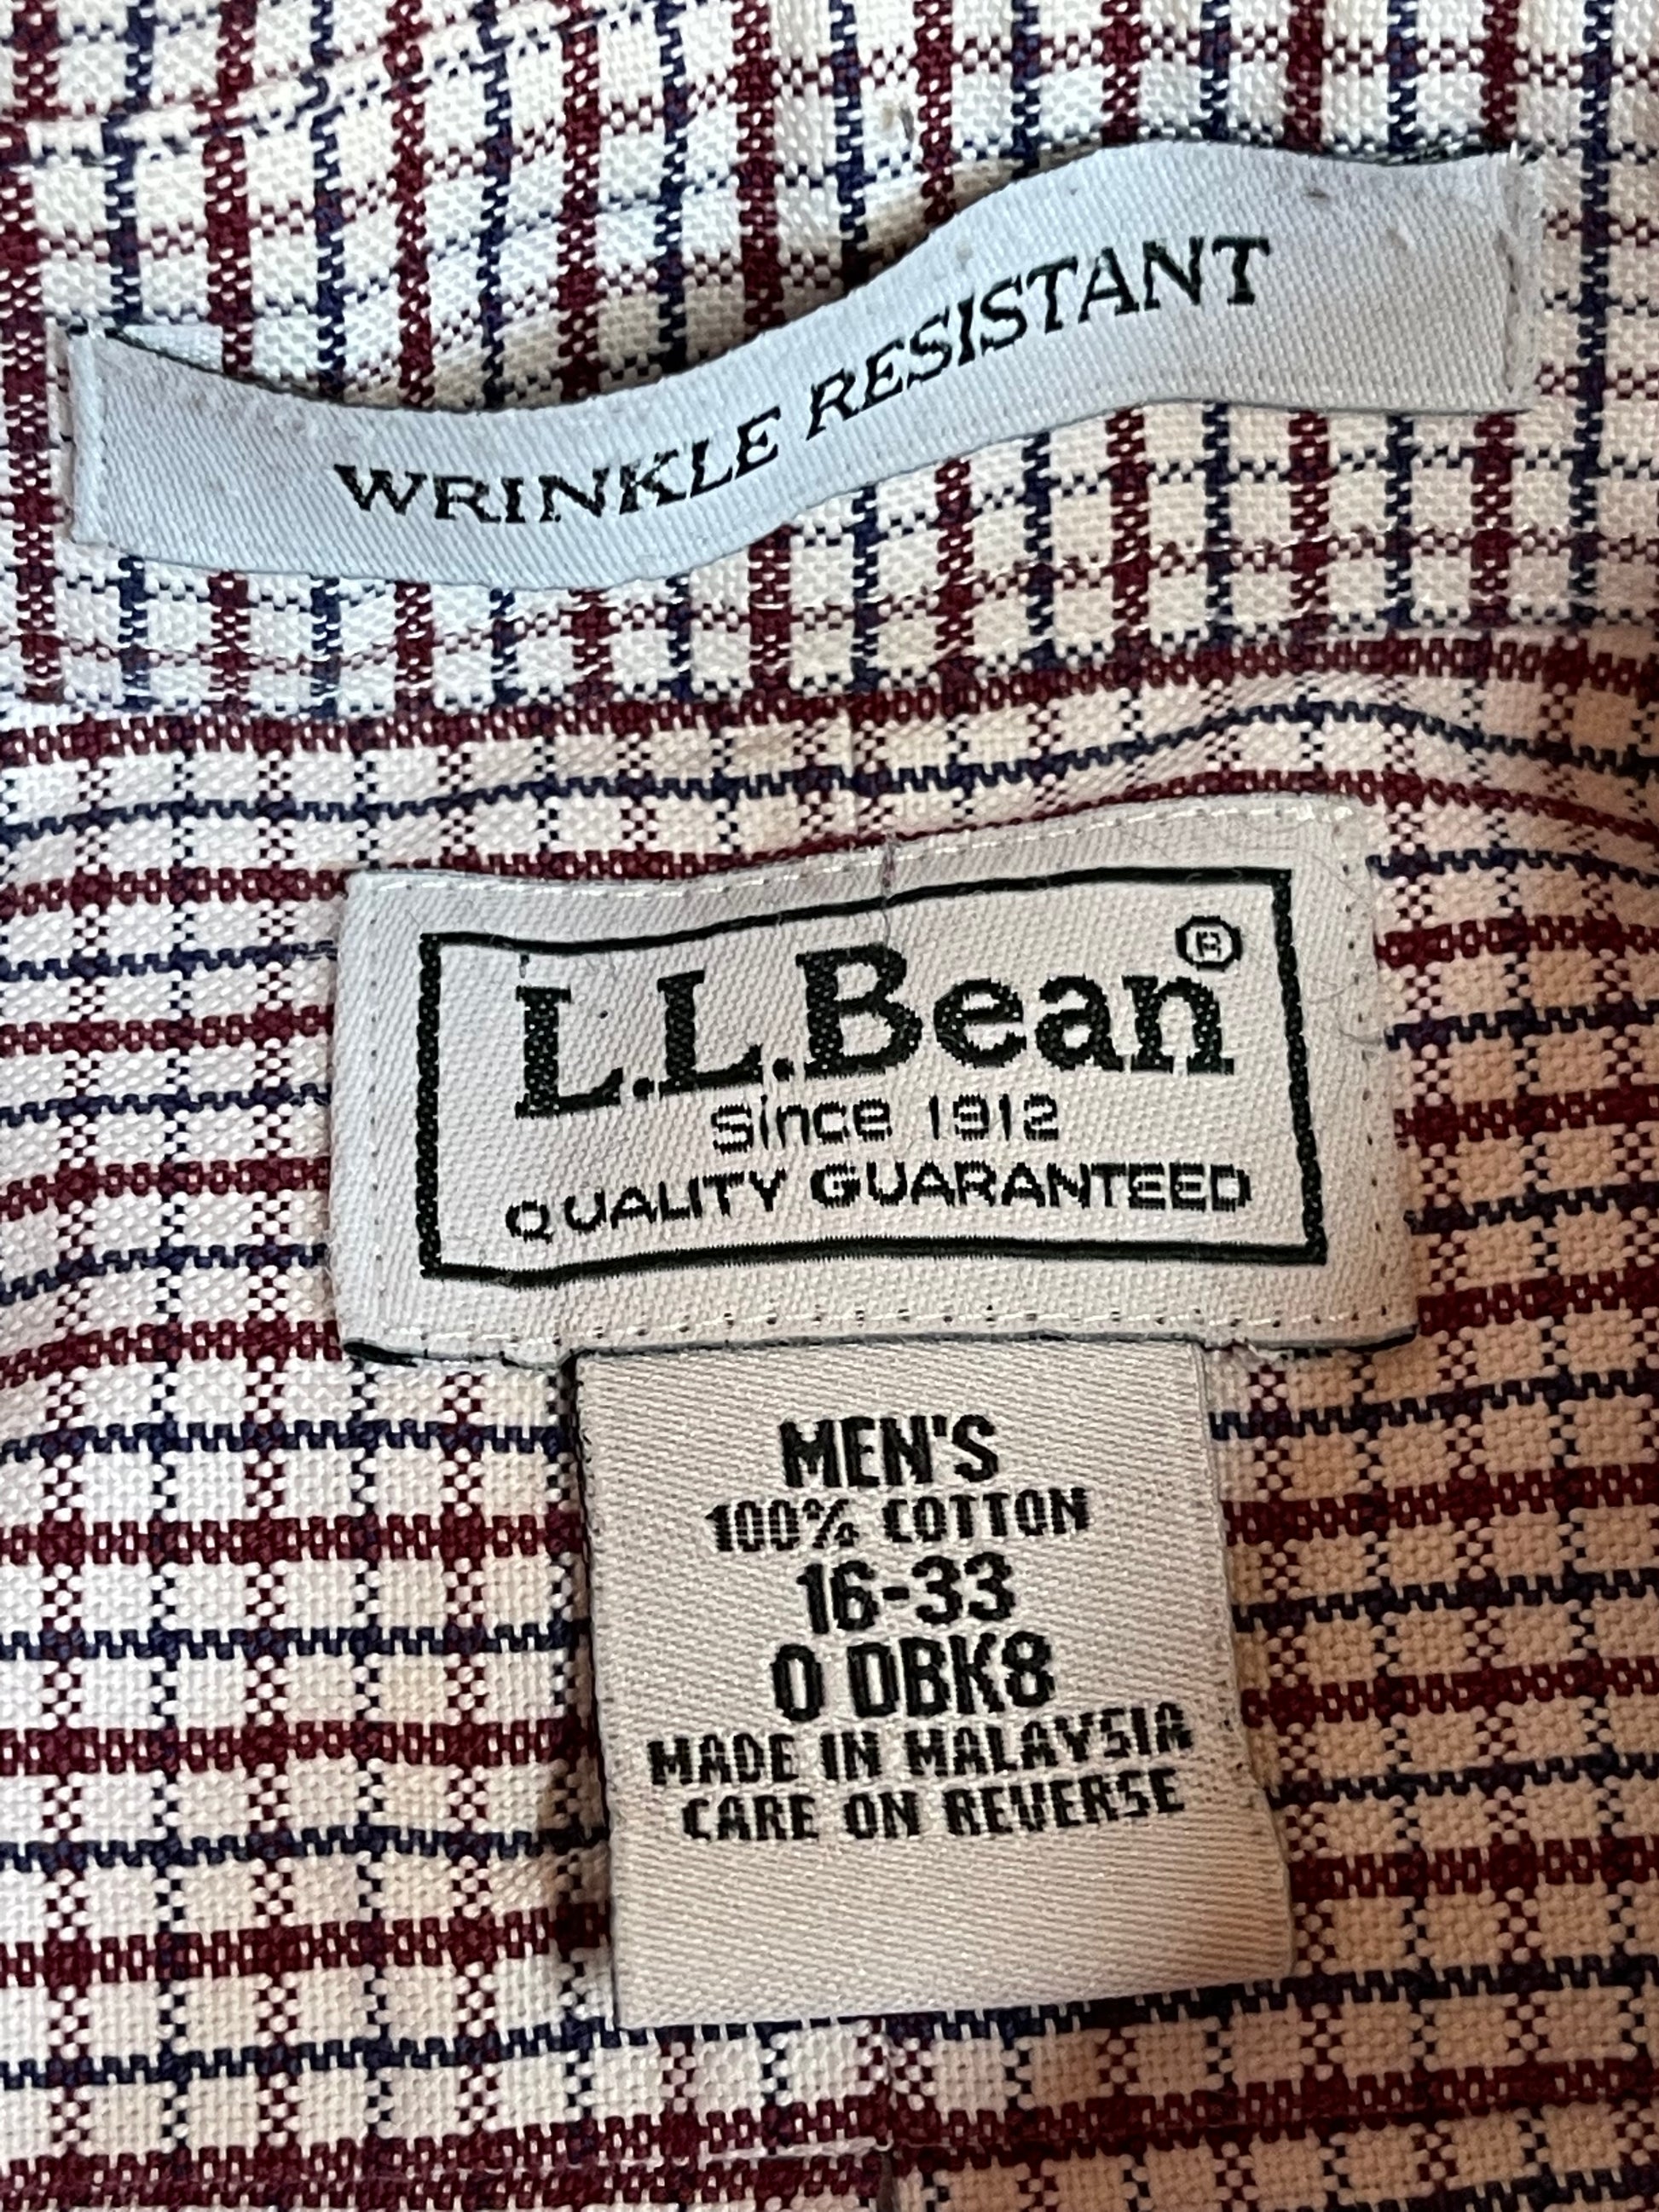 WRINKLE RESISTANT
L.L.Bean®
Since 1912
QUALITY GUARANTEED
MEN'S
100% COTTON
16-33
0 DBK8
MADE IN MALAYSIA
CARE ON REVERSE